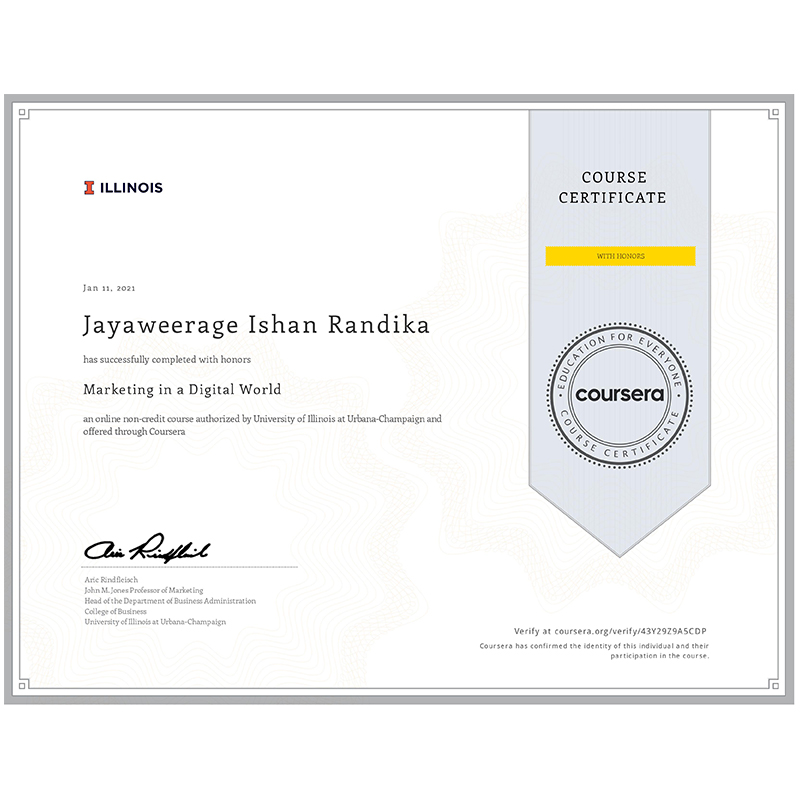 ILLINOIS
COURSE
CERTIFICATE
WITH HONORS
Jan 11, 2021
Jayaweerage Ishan Randika
has successfully completed with honors
Marketing in a Digital World
an online non-credit course authorized by University of Illinois at Urbana-Champaign and
offered through Coursera
EDUCATION FOR EVERYONE
coursera
COURSE CERTIFICATE
Aric Rindfleisch
John M. Jones Professor of Marketing
Head of the Department of Business Administration
College of Business
University of Illinois at Urbana-Champaign
Verify at coursera.org/verify/43Y29Z9A5CDP
Coursera has confirmed the identity of this individual and their
participation in the course.